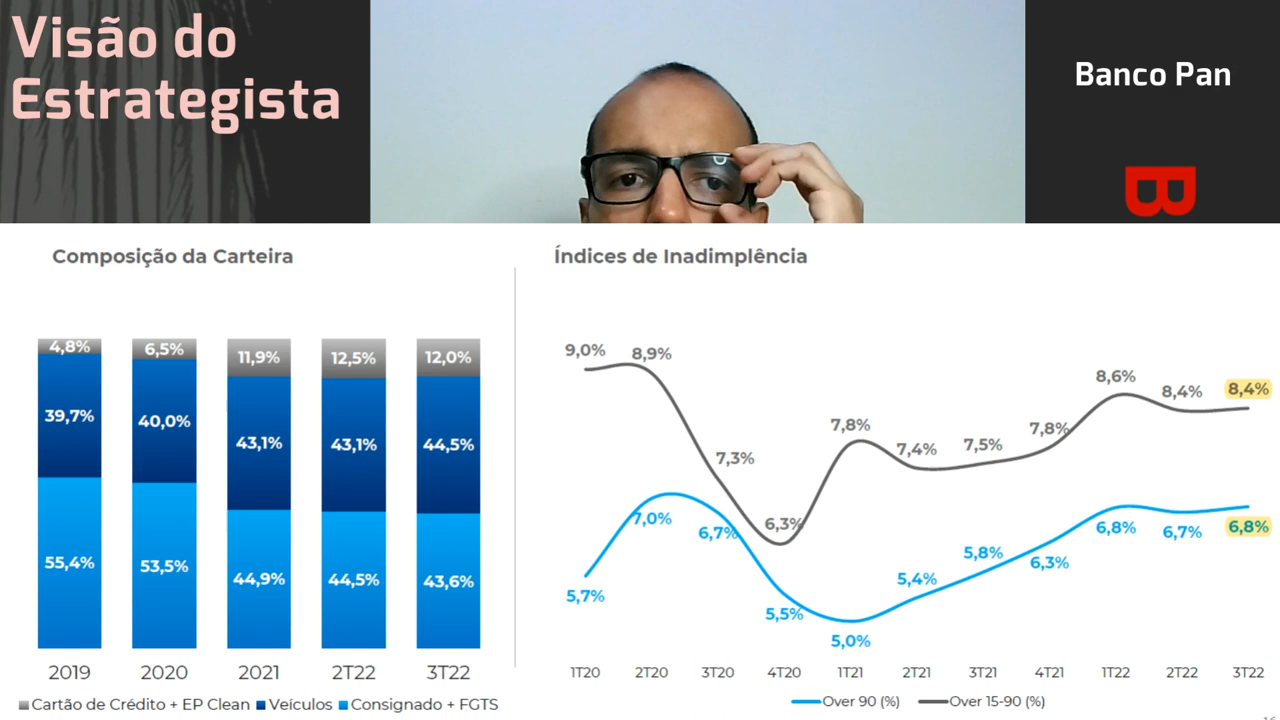 Visão do
Estrategista
Banco Pan
B
Composição da Carteira
4,8%
6,5%
11,9%
12,5%
12,0%
39,7%
40,0%
43,1%
43,1%
44,5%
55,4%
53,5%
44,9%
44,5%
43,6%
2019
2020
2021
2T22
3T22
Cartão de Crédito + EP Clean
Veículos
Consignado + FGTS
Índices de Inadimplência
9,0%
8,9%
7,3%
6,3%
7,8%
7,4%
7,5%
7,8%
8,6%
8,4%
8,4%
5,7%
7,0%
6,7%
5,5%
5,0%
5,4%
5,8%
6,3%
6,8%
6,7%
6,8%
1T20
2T20
3T20
4T20
1T21
2T21
3T21
4T21
1T22
2T22
3T22
Over 90 (%)
Over 15-90 (%)